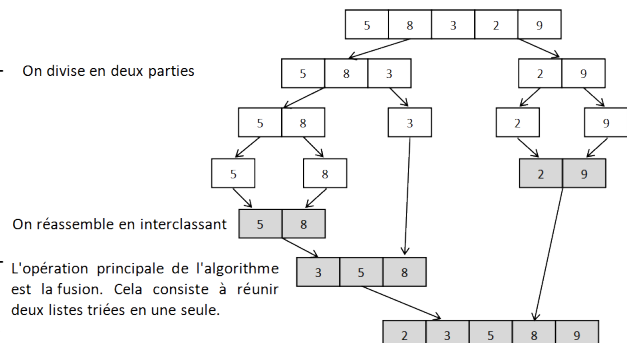 5 8 3 2 9
- On divise en deux parties
5 8 3
2 9
5 8
3
2
9
5
8
2 9
On réassemble en interclassant
5 8
- L'opération principale de l'algorithme
est la fusion. Cela consiste à réunir
deux listes triées en une seule.
3 5 8
2 3 5 8 9